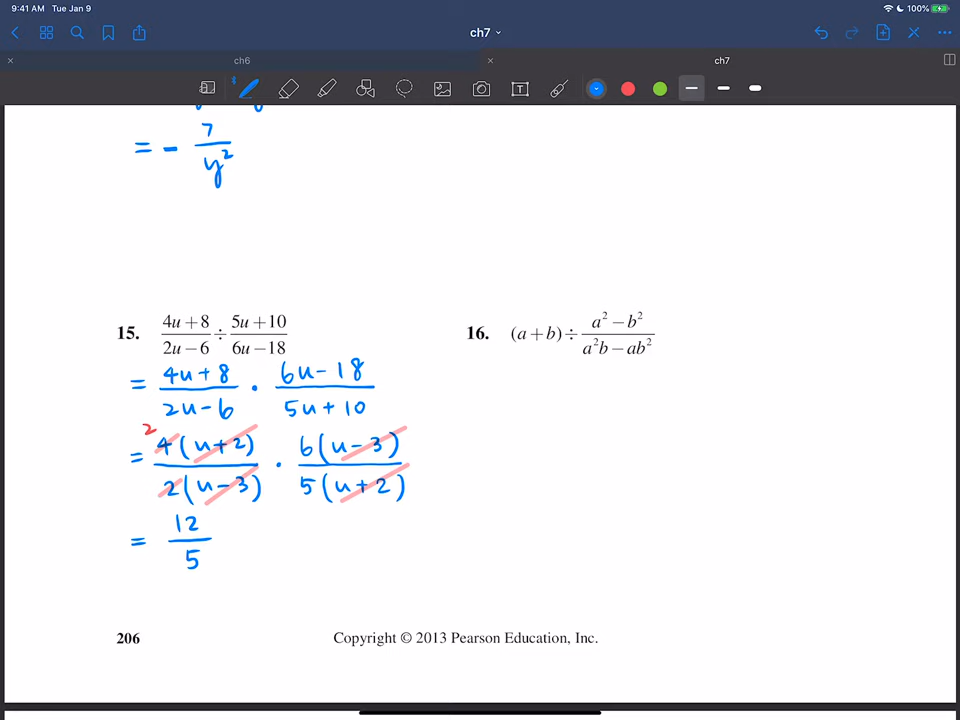 9:41 AM Tue Jan 9 100%
ch7
ch6 ch7
= - 7/y²
15. (4u + 8)/(2u − 6) ÷ (5u + 10)/(6u − 18)
= (4u + 8)/(2u - 6) · (6u - 18)/(5u + 10)
2
= 4(u + 2)/2(u - 3) · 6(u - 3)/5(u + 2)
= 12/5
16. (a + b) ÷ (a² − b²)/(a²b − ab²)
206 Copyright © 2013 Pearson Education, Inc.